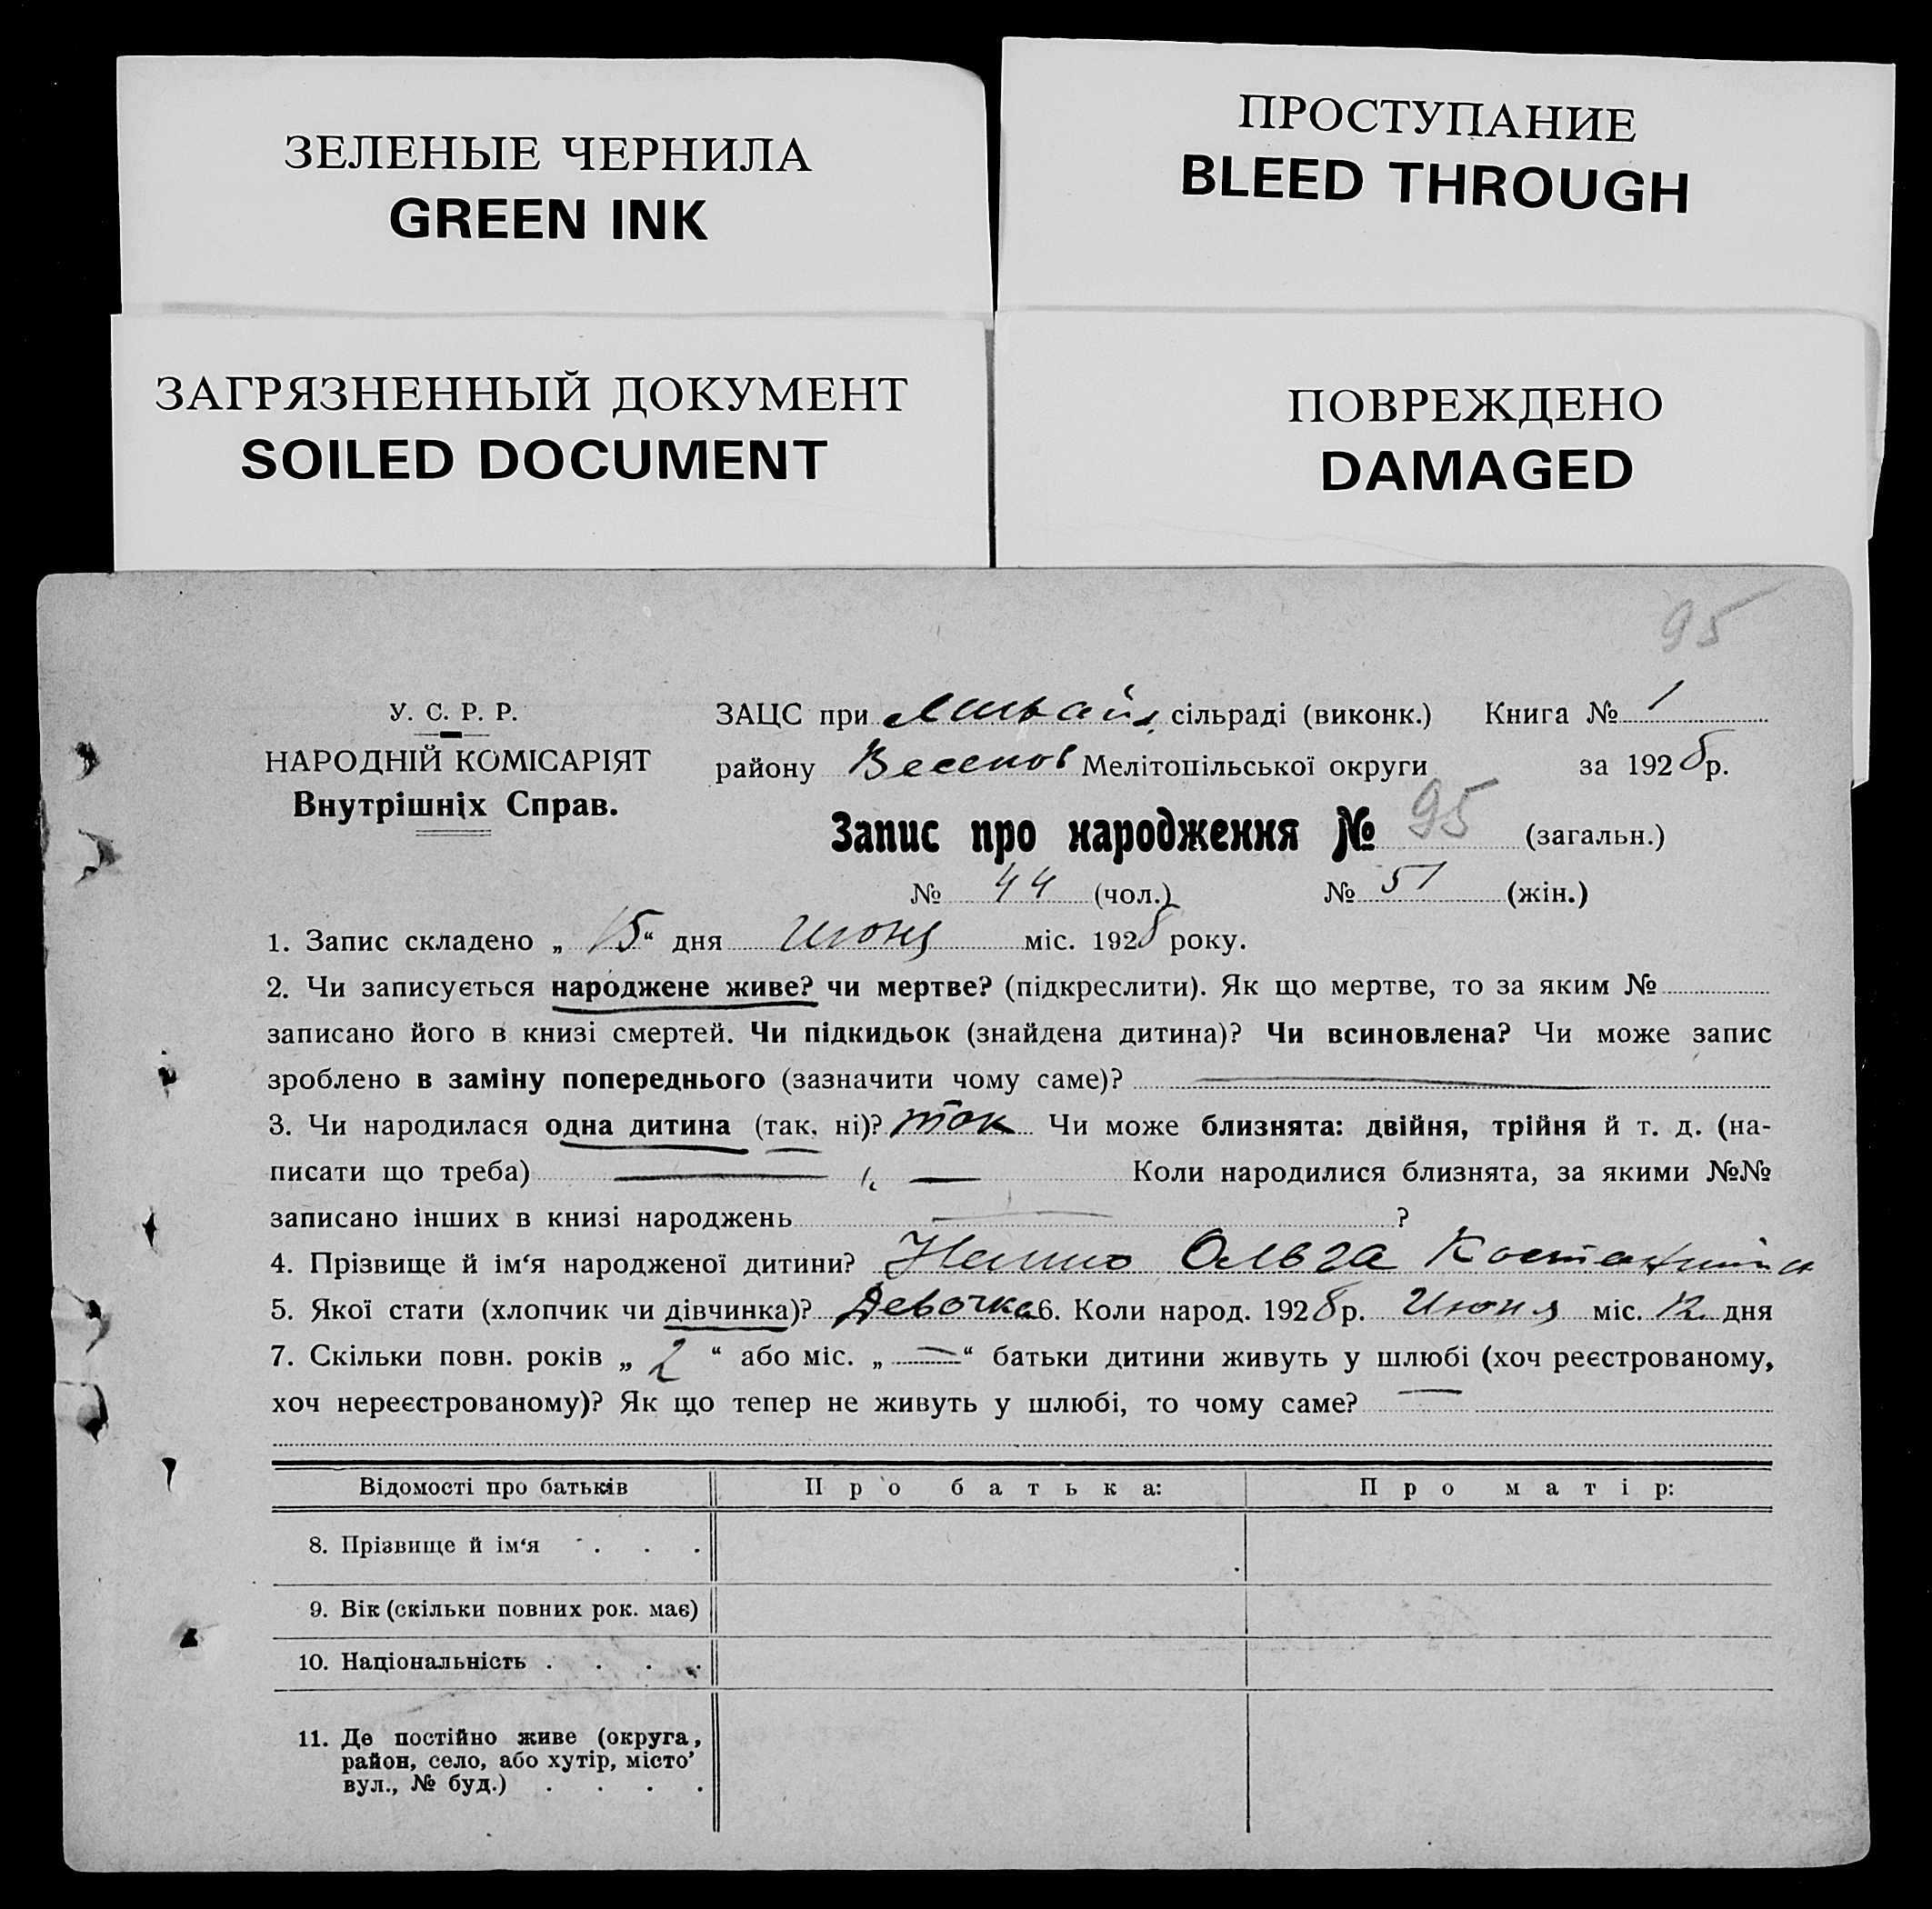 ЗЕЛЕНЫЕ ЧЕРНИЛА
GREEN INK
ПРОСТУПАНИЕ
BLEED THROUGH
ЗАГРЯЗНЕННЫЙ ДОКУМЕНТ
SOILED DOCUMENT
ПОВРЕЖДЕНО
DAMAGED
95
У. С. Р. Р.
НАРОДНІЙ КОМІСАРІЯТ
Внутрішніх Справ.
ЗАЦС при сільраді (виконк.) Книга № 1
району Веселов Мелітопільської округи за 1928 р.
Запис про народження № 95 (загальн.)
№ 44 (чол.) № 51 (жін.)
1. Запис складено „ 15 “ дня июня міс. 1928 року.
2. Чи записується народжене живе? чи мертве? (підкреслити). Як що мертве, то за яким №
записано його в книзі смертей. Чи підкидьок (знайдена дитина)? Чи всиновлена? Чи може запис
зроблено в заміну попереднього (зазначити чому саме)?
3. Чи народилася одна дитина (так, ні)? так Чи може близнята: двійня, трійня й т. д. (на-
писати що треба) Коли народилися близнята, за якими №№
записано інших в книзі народжень ?
4. Прізвище й ім‘я народженої дитини? Ольга
5. Якої стати (хлопчик чи дівчинка)? Девочка 6. Коли народ. 1928 р. Июня міс. 12 дня
7. Скільки повн. років „ 2 “ або міс. „ — “ батьки дитини живуть у шлюбі (хоч реєстрованому,
хоч нереєстрованому)? Як що тепер не живуть у шлюбі, то чому саме? —
Відомості про батьків Про батька: Про матір:
8. Прізвище й ім‘я . . .
9. Вік (скільки повних рок. має)
10. Національність . . . .
11. Де постійно живе (округа,
район, село, або хутір, місто’
вул., № буд.) . . . .